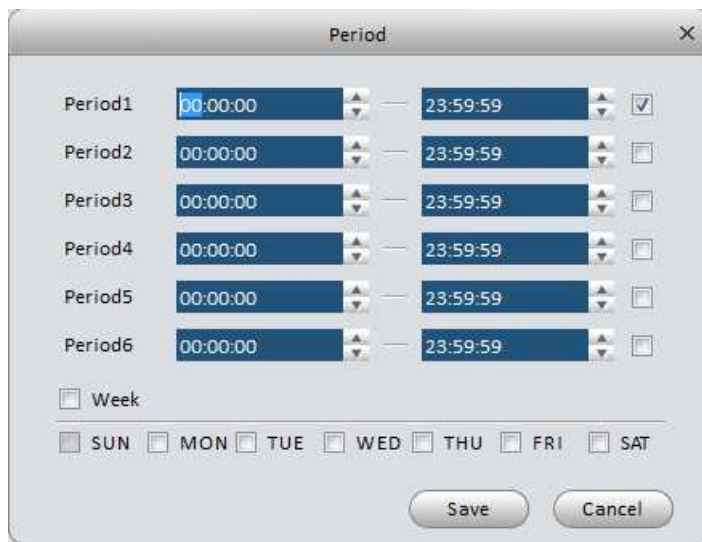 Period
Period1 00:00:00 — 23:59:59
Period2 00:00:00 — 23:59:59
Period3 00:00:00 — 23:59:59
Period4 00:00:00 — 23:59:59
Period5 00:00:00 — 23:59:59
Period6 00:00:00 — 23:59:59
Week
SUN MON TUE WED THU FRI SAT
Save Cancel